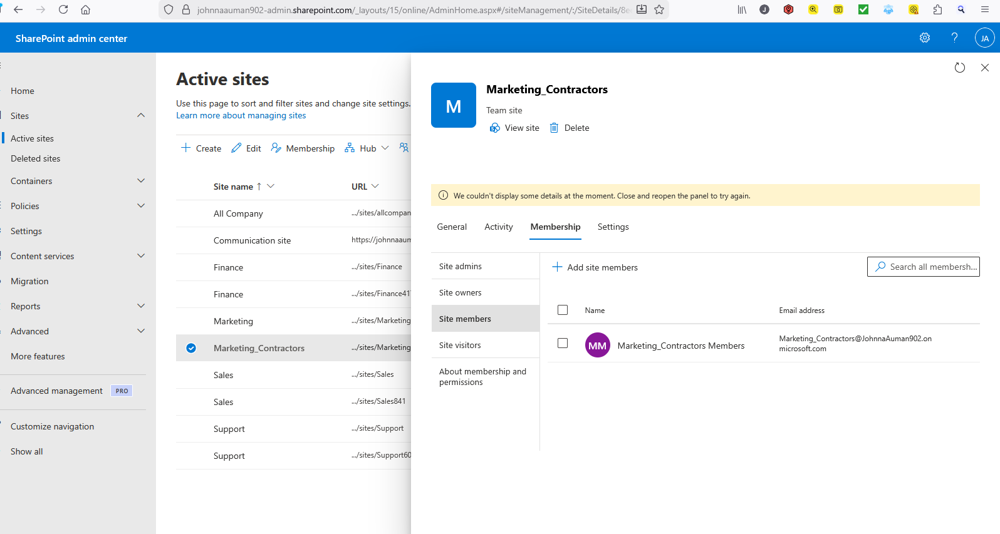 johnnaauman902-admin.sharepoint.com/_layouts/15/online/AdminHome.aspx#/siteManagement/:/SiteDetails/8e
J
SharePoint admin center
?
JA
Home
Sites
Active sites
Deleted sites
Containers
Policies
Settings
Content services
Migration
Reports
Advanced
More features
Advanced management PRO
Customize navigation
Show all
Active sites
Use this page to sort and filter sites and change site settings.
Learn more about managing sites
Create Edit Membership Hub
Site name ↑ URL
All Company .../sites/allcompan
Communication site https://johnnaaum
Finance .../sites/Finance
Finance .../sites/Finance417
Marketing .../sites/Marketing
Marketing_Contractors .../sites/Marketing
Sales .../sites/Sales
Sales .../sites/Sales841
Support .../sites/Support
Support .../sites/Support60
M
Marketing_Contractors
Team site
View site Delete
We couldn't display some details at the moment. Close and reopen the panel to try again.
General Activity Membership Settings
Site admins
Site owners
Site members
Site visitors
About membership and
permissions
Add site members
Search all membersh...
Name Email address
MM
Marketing_Contractors Members
Marketing_Contractors@JohnnaAuman902.on
microsoft.com